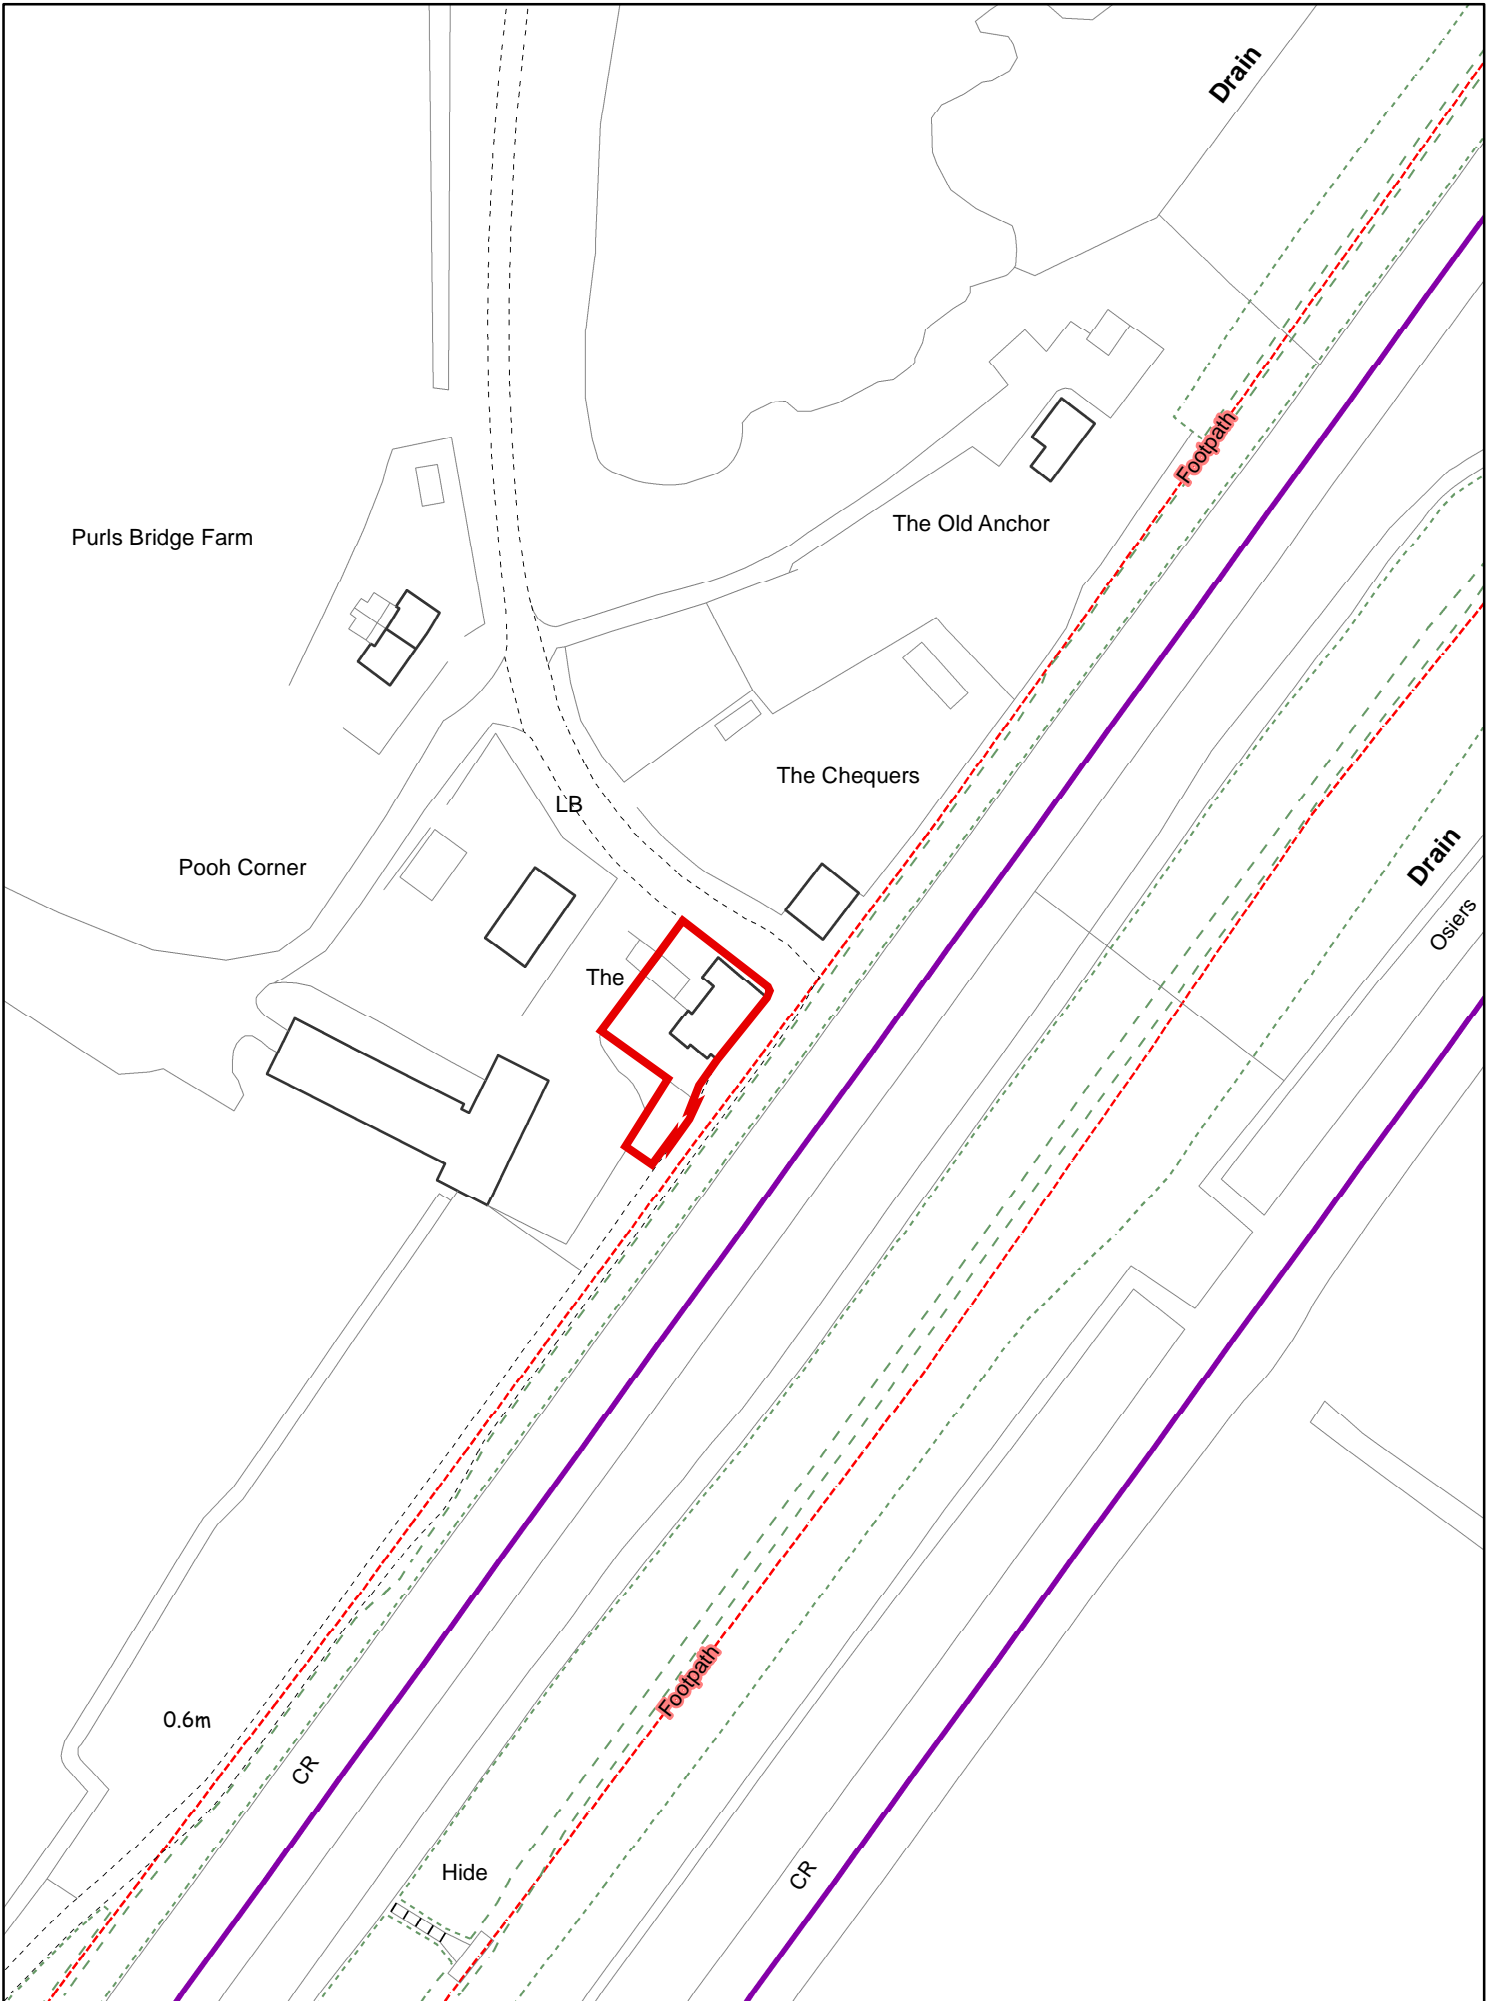 Drain
Footpath
The Old Anchor
Purls Bridge Farm
The Chequers
LB
Drain
Pooh Corner
Osiers
The
Footpath
0.6m
CR
Hide
CR